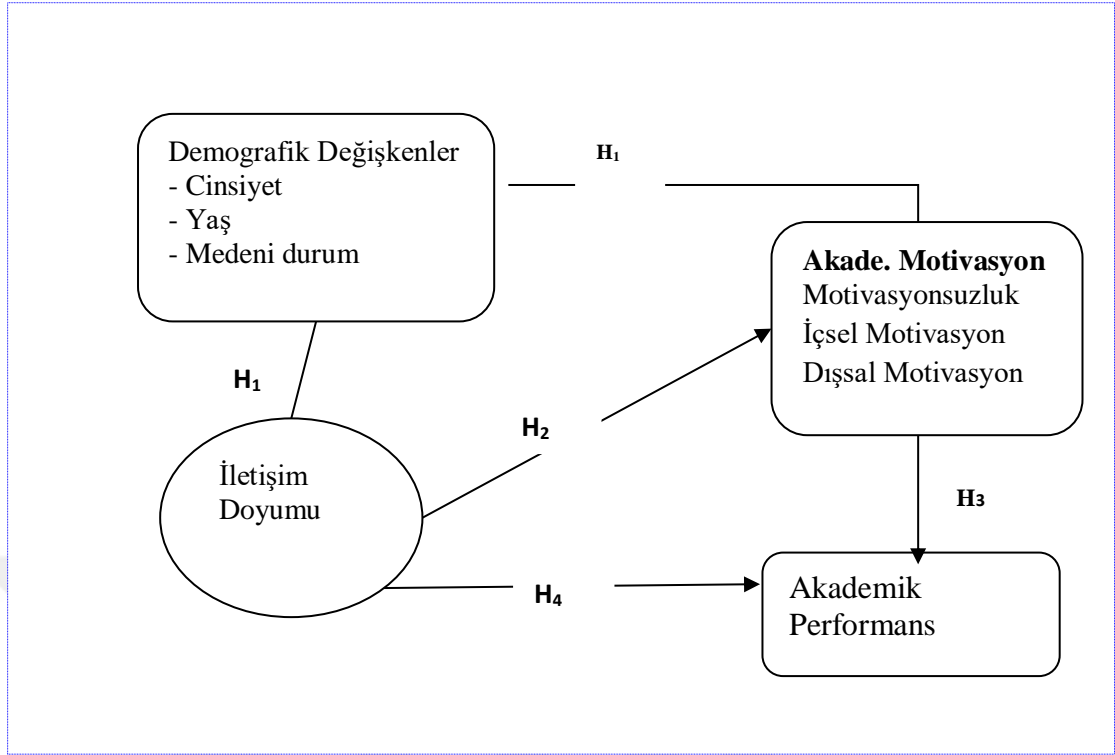 Demografik Değişkenler
- Cinsiyet
- Yaş
- Medeni durum
H₁
Akade. Motivasyon
Motivasyonsuzluk
İçsel Motivasyon
Dışsal Motivasyon
H₁
H₂
İletişim
Doyumu
H3
H₄
Akademik
Performans